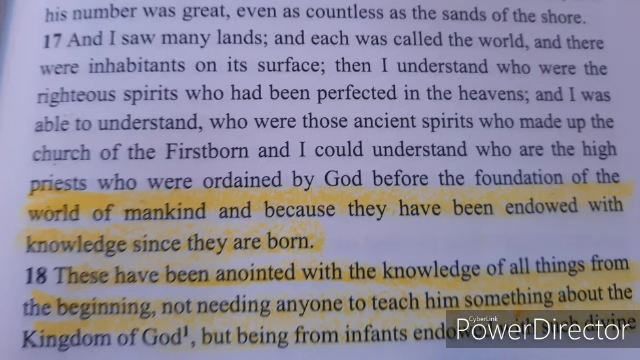 his number was great, even as countless as the sands of the shore.
17 And I saw many lands; and each was called the world, and there
were inhabitants on its surface; then I understand who were the
righteous spirits who had been perfected in the heavens; and I was
able to understand, who were those ancient spirits who made up the
church of the Firstborn and I could understand who are the high
priests who were ordained by God before the foundation of the
world of mankind and because they have been endowed with
knowledge since they are born.
18 These have been anointed with the knowledge of all things from
the beginning, not needing anyone to teach him something about the
Kingdom of God¹, but being from infants divine
CyberLink
PowerDirector